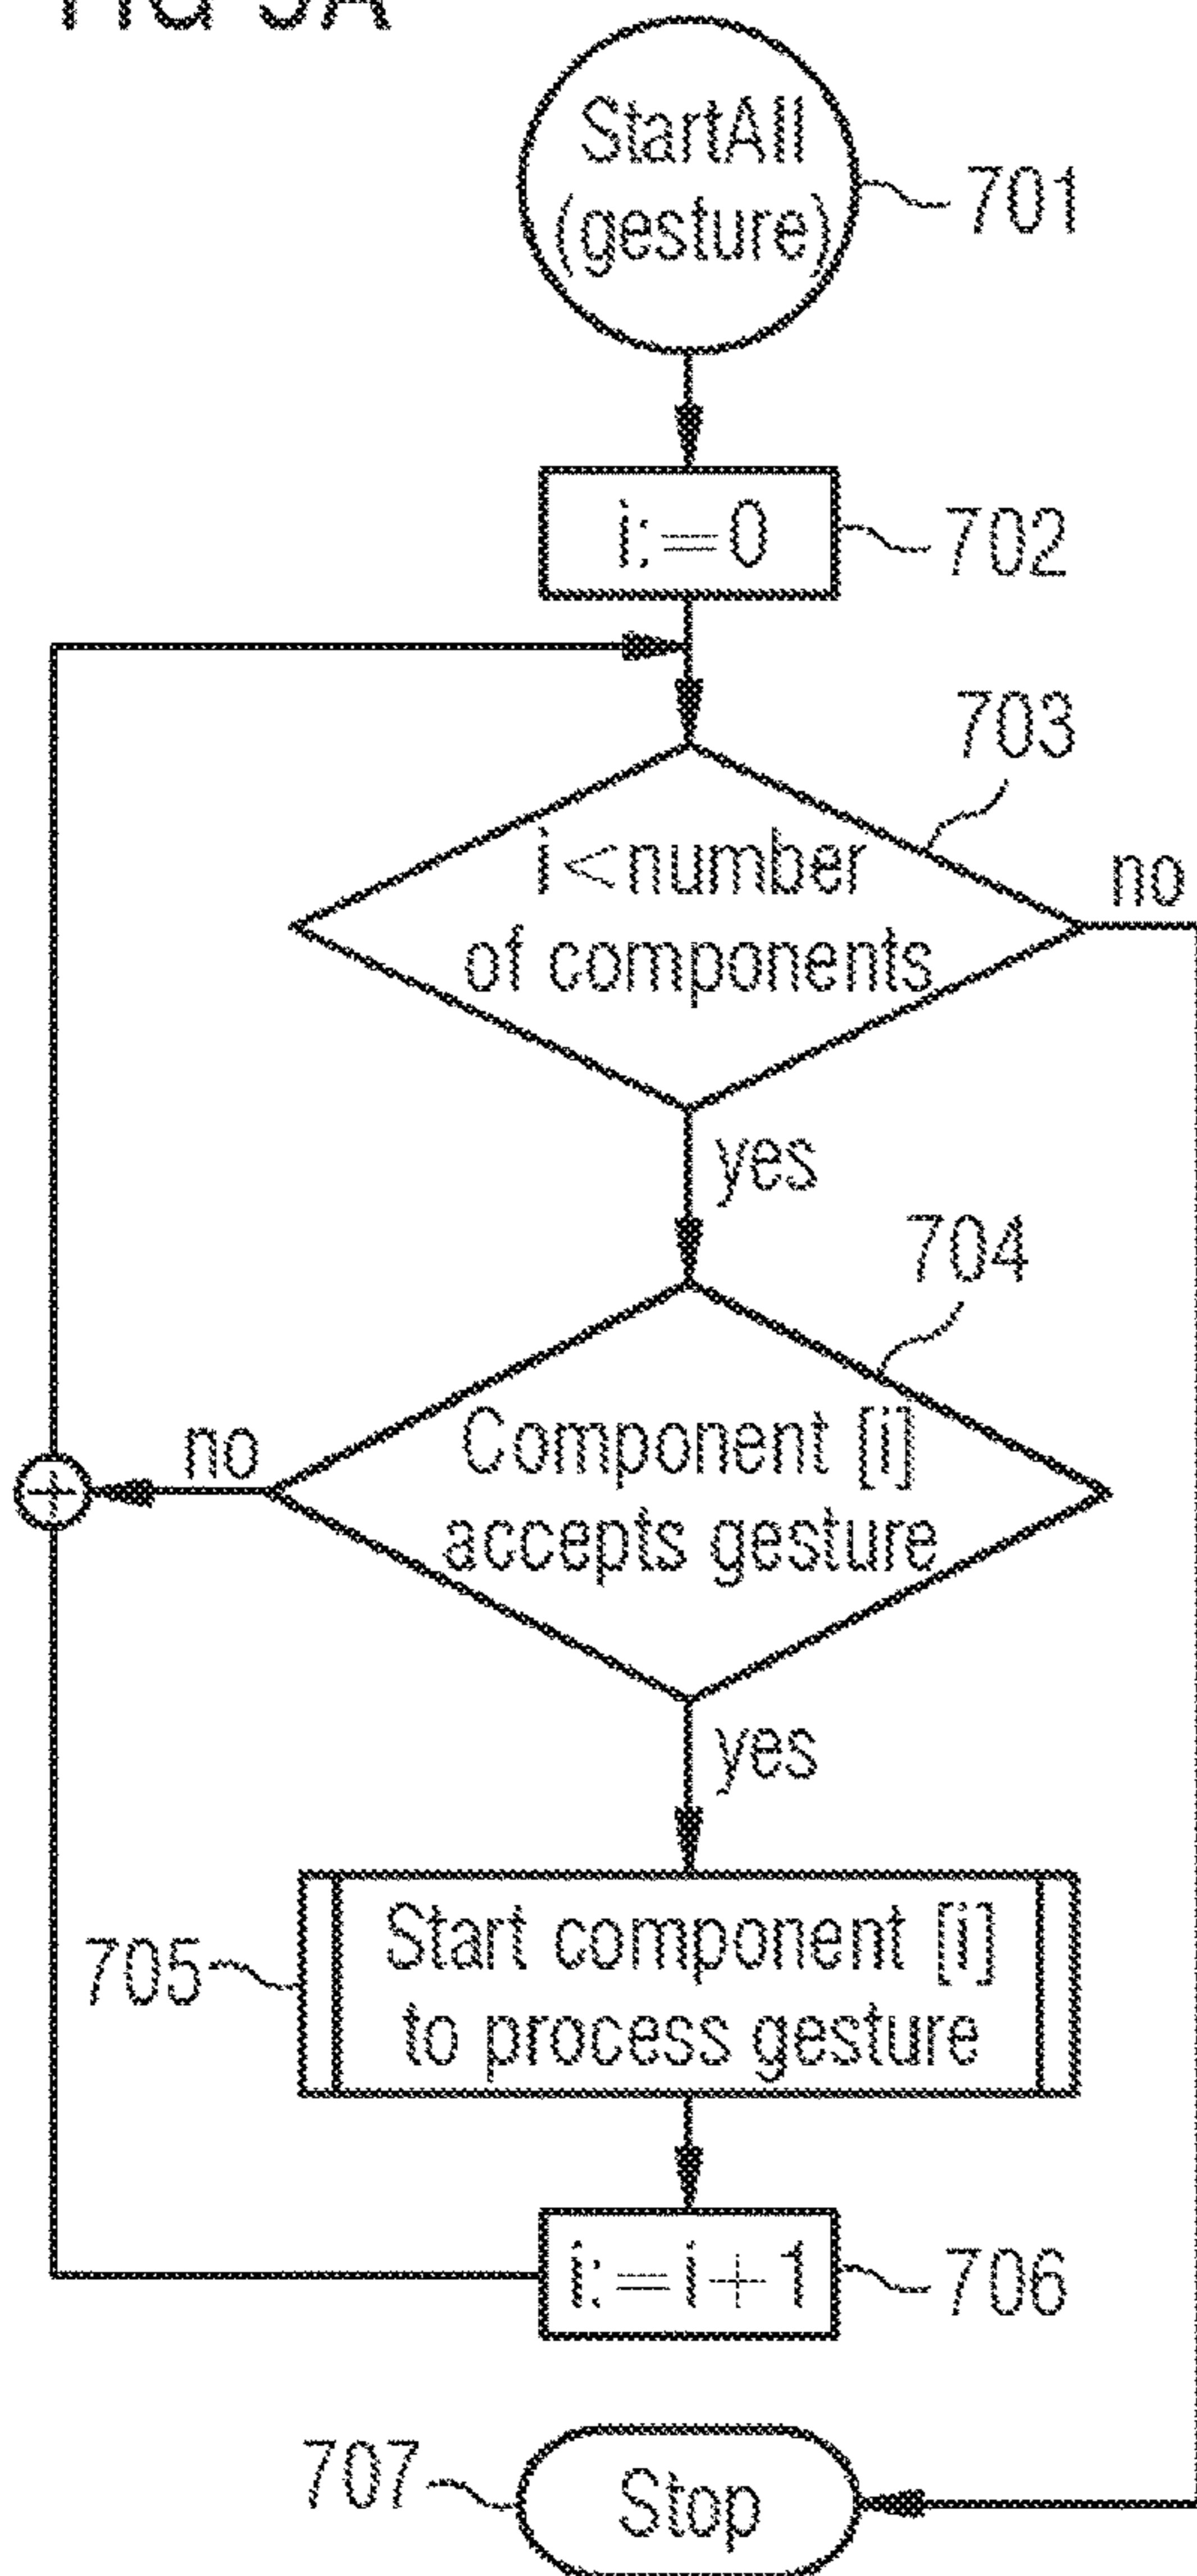 StartAll
(gesture)
701
i:=0
702
703
i<number
of components
no
yes
704
Component [i]
accepts gesture
no
yes
705
Start component [i]
to process gesture
i:=i+1
706
707
Stop